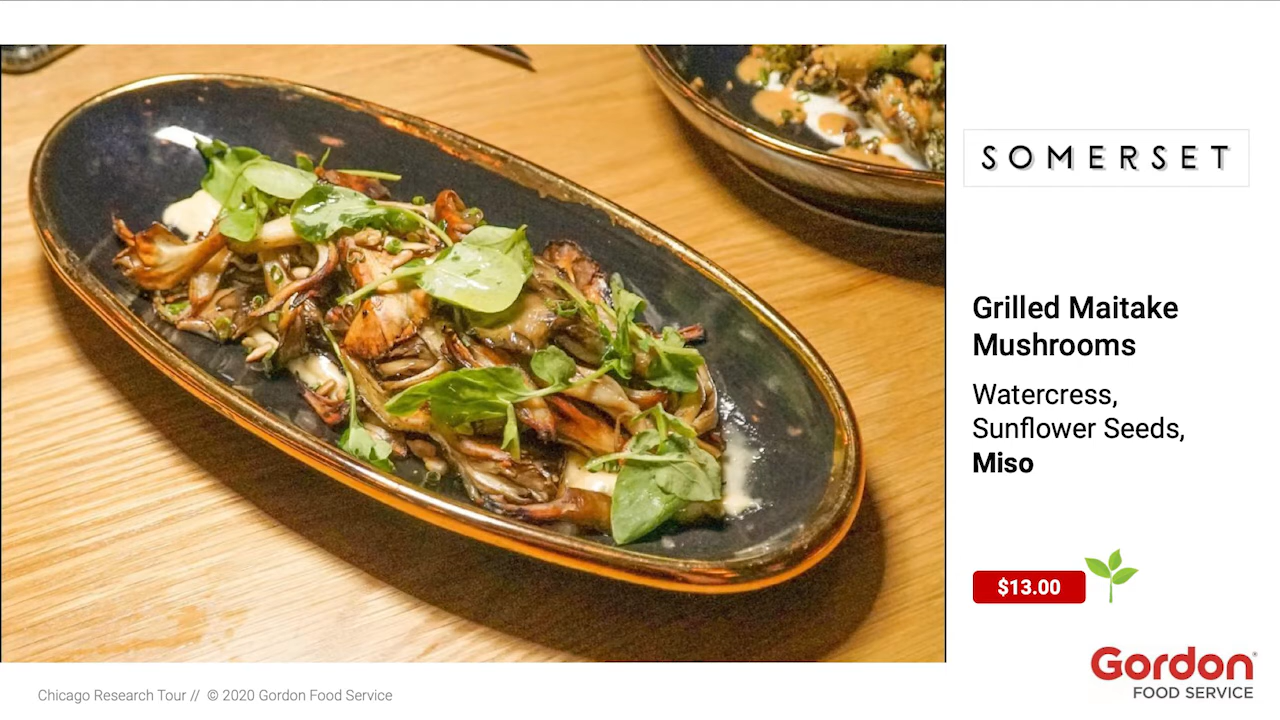 SOMERSET
Grilled Maitake
Mushrooms
Watercress,
Sunflower Seeds,
Miso
$13.00
Gordon®
FOOD SERVICE
Chicago Research Tour // © 2020 Gordon Food Service